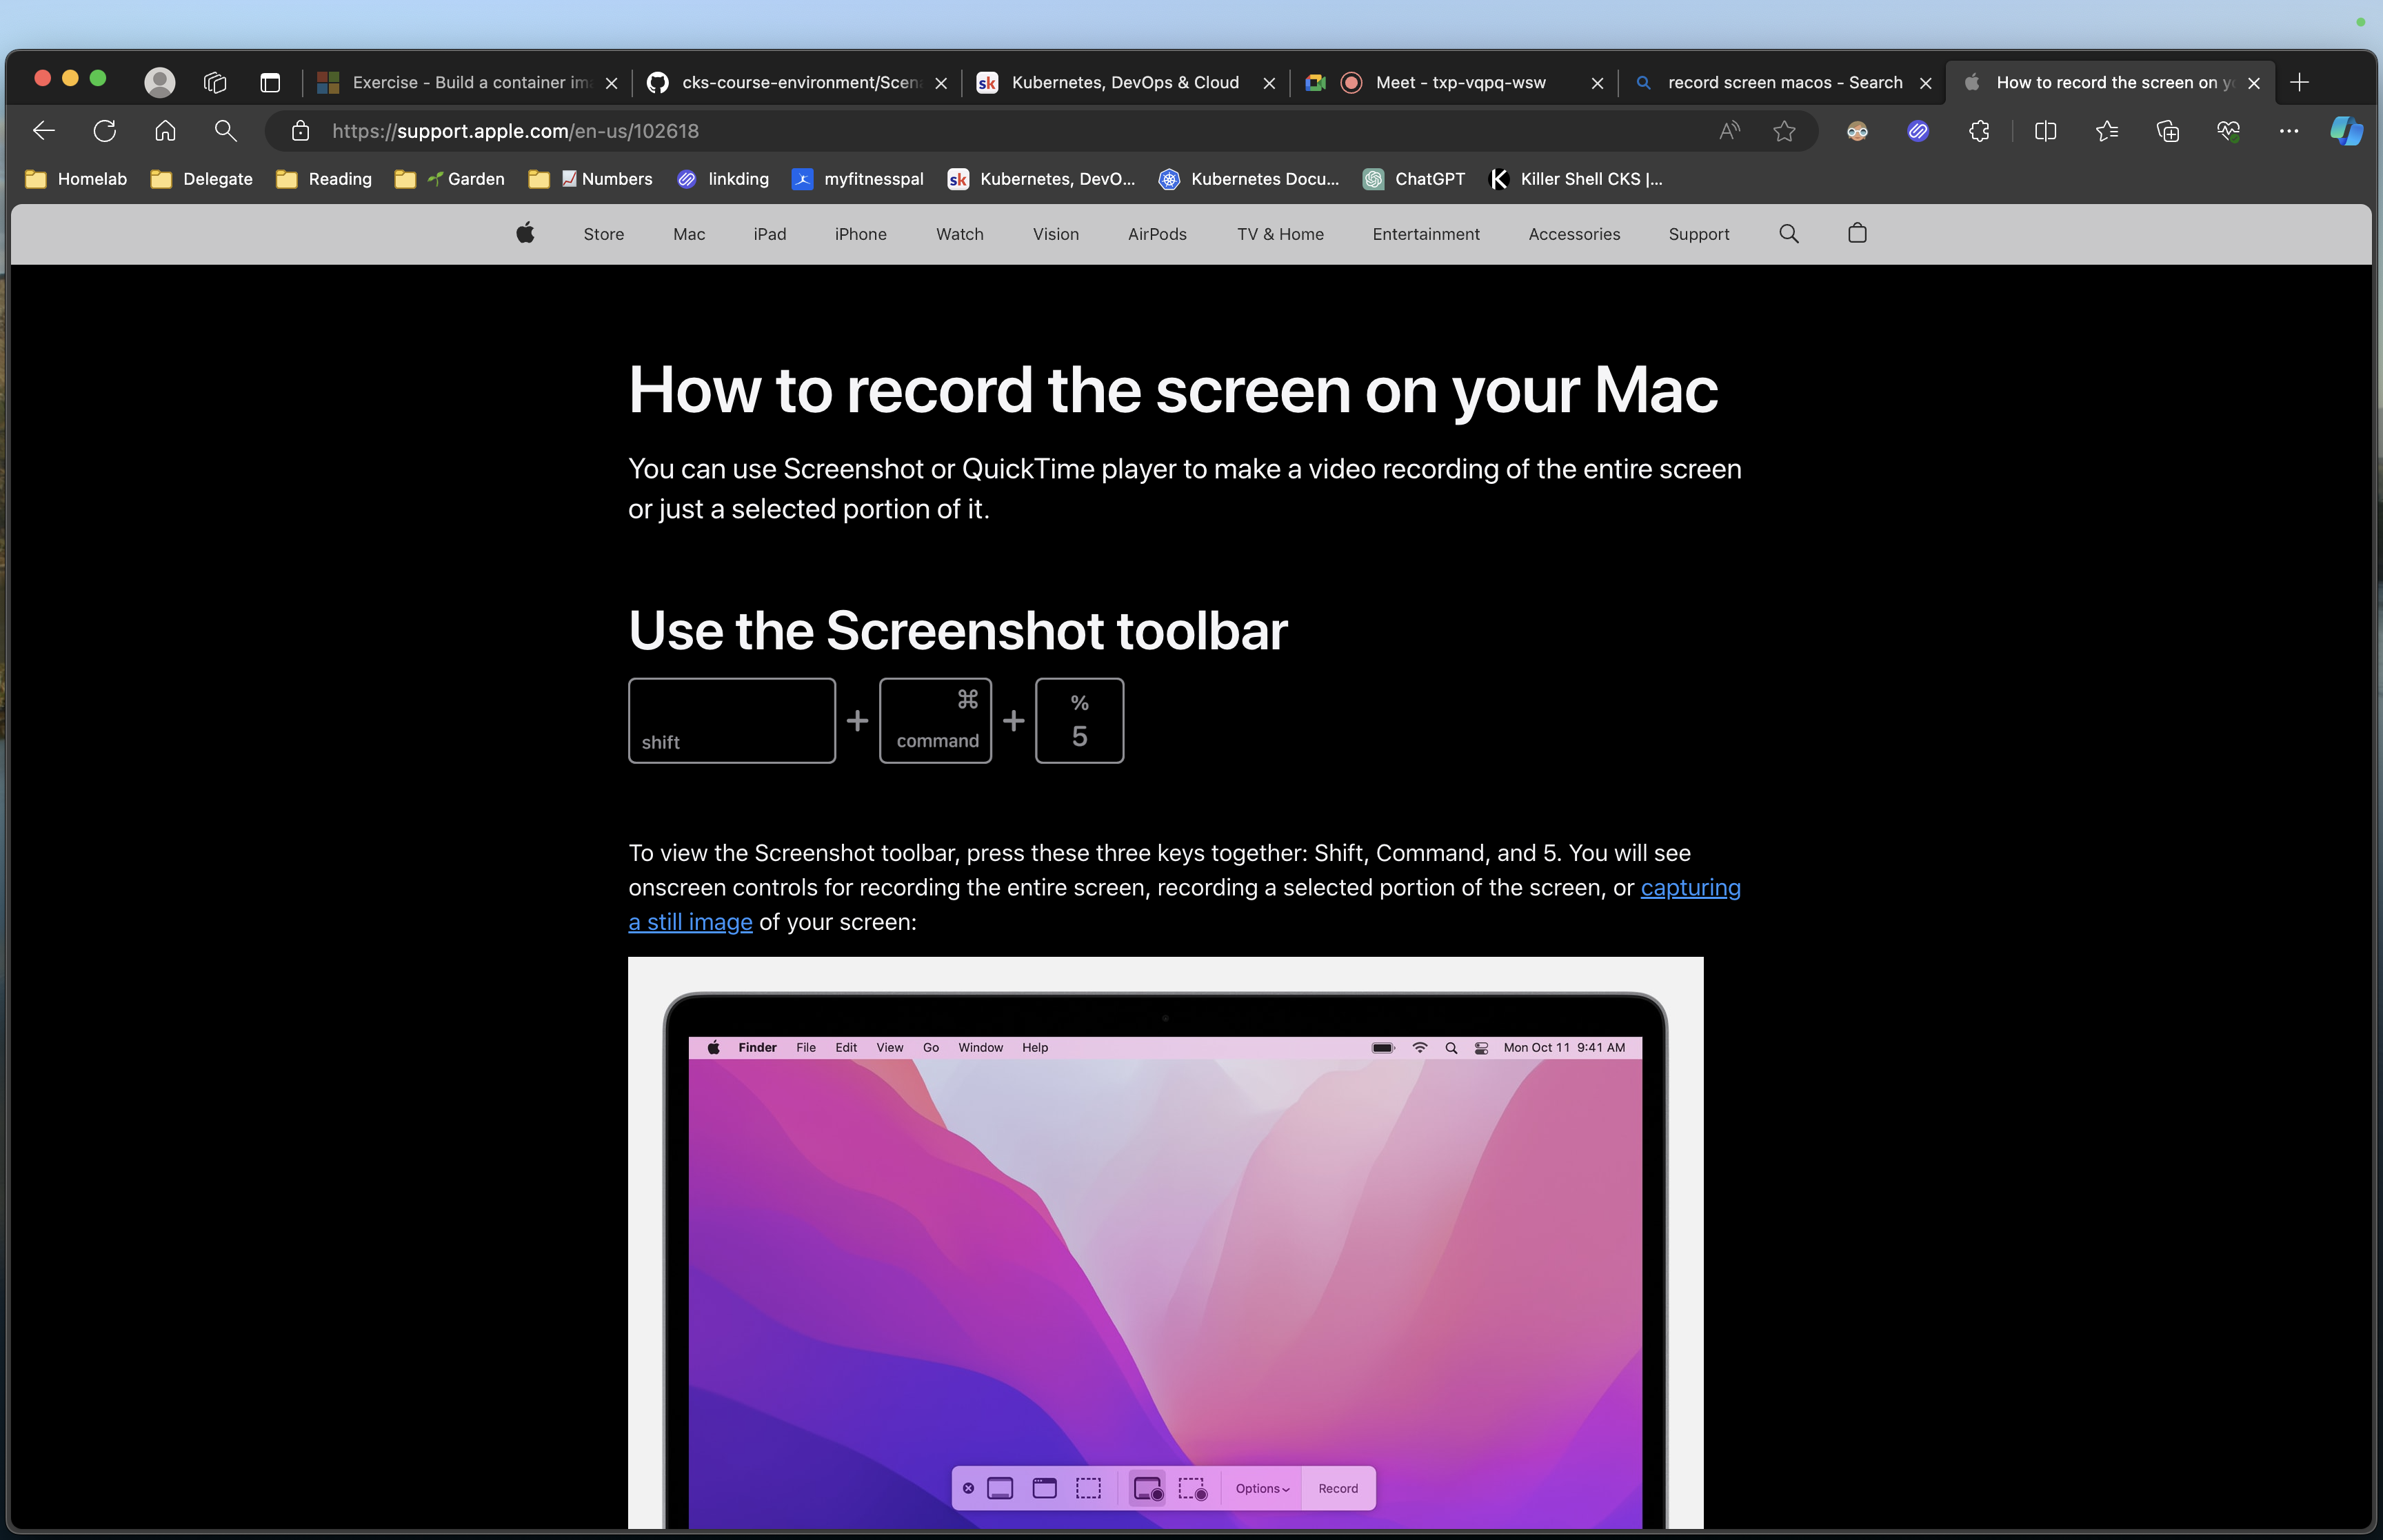 Exercise - Build a container im
cks-course-environment/Scen
Kubernetes, DevOps & Cloud
Meet - txp-vqpq-wsw
record screen macos - Search
How to record the screen on y
https://support.apple.com/en-us/102618
Homelab
Delegate
Reading
Garden
Numbers
linkding
myfitnesspal
sk
Kubernetes, DevO...
Kubernetes Docu...
ChatGPT
Killer Shell CKS |...
Store
Mac
iPad
iPhone
Watch
Vision
AirPods
TV & Home
Entertainment
Accessories
Support
How to record the screen on your Mac
You can use Screenshot or QuickTime player to make a video recording of the entire screen
or just a selected portion of it.
Use the Screenshot toolbar
shift + ⌘ command + % 5
To view the Screenshot toolbar, press these three keys together: Shift, Command, and 5. You will see
onscreen controls for recording the entire screen, recording a selected portion of the screen, or capturing
a still image of your screen:
Finder File Edit View Go Window Help Mon Oct 11 9:41 AM
Options Record